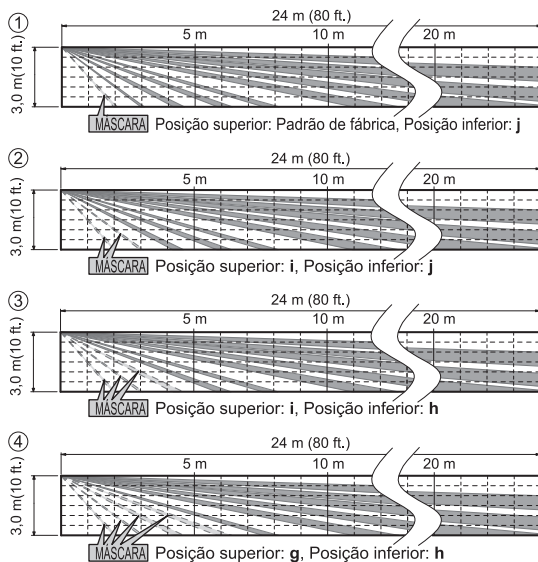 ①
24 m (80 ft.)
5 m 10 m 20 m
3,0 m(10 ft.)
MÁSCARA Posição superior: Padrão de fábrica, Posição inferior: j
②
24 m (80 ft.)
5 m 10 m 20 m
3,0 m(10 ft.)
MÁSCARA Posição superior: i, Posição inferior: j
③
24 m (80 ft.)
5 m 10 m 20 m
3,0 m(10 ft.)
MÁSCARA Posição superior: i, Posição inferior: h
④
24 m (80 ft.)
5 m 10 m 20 m
3,0 m(10 ft.)
MÁSCARA Posição superior: g, Posição inferior: h